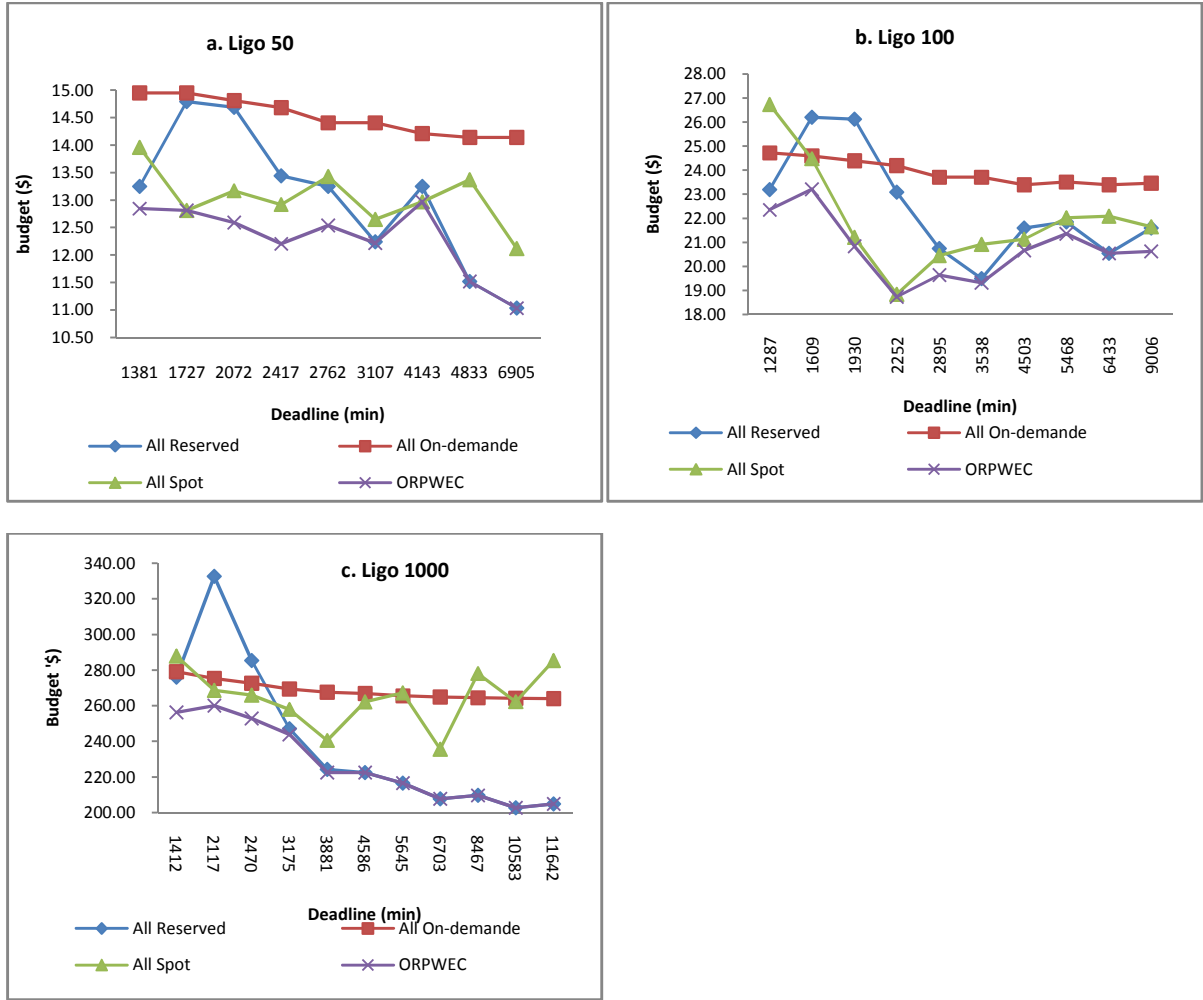 a. Ligo 50
15.00
14.50
14.00
13.50
13.00
12.50
12.00
11.50
11.00
10.50
budget ($)
1381 1727 2072 2417 2762 3107 4143 4833 6905
Deadline (min)
All Reserved All On-demande
All Spot ORPWEC
b. Ligo 100
28.00
27.00
26.00
25.00
24.00
23.00
22.00
21.00
20.00
19.00
18.00
Budget ($)
1287 1609 1930 2252 2895 3538 4503 5468 6433 9006
Deadline (min)
All Reserved All On-demande
All Spot ORPWEC
c. Ligo 1000
340.00
320.00
300.00
280.00
260.00
240.00
220.00
200.00
Budget '$)
1412 2117 2470 3175 3881 4586 5645 6703 8467 10583 11642
Deadline (min)
All Reserved All On-demande
All Spot ORPWEC